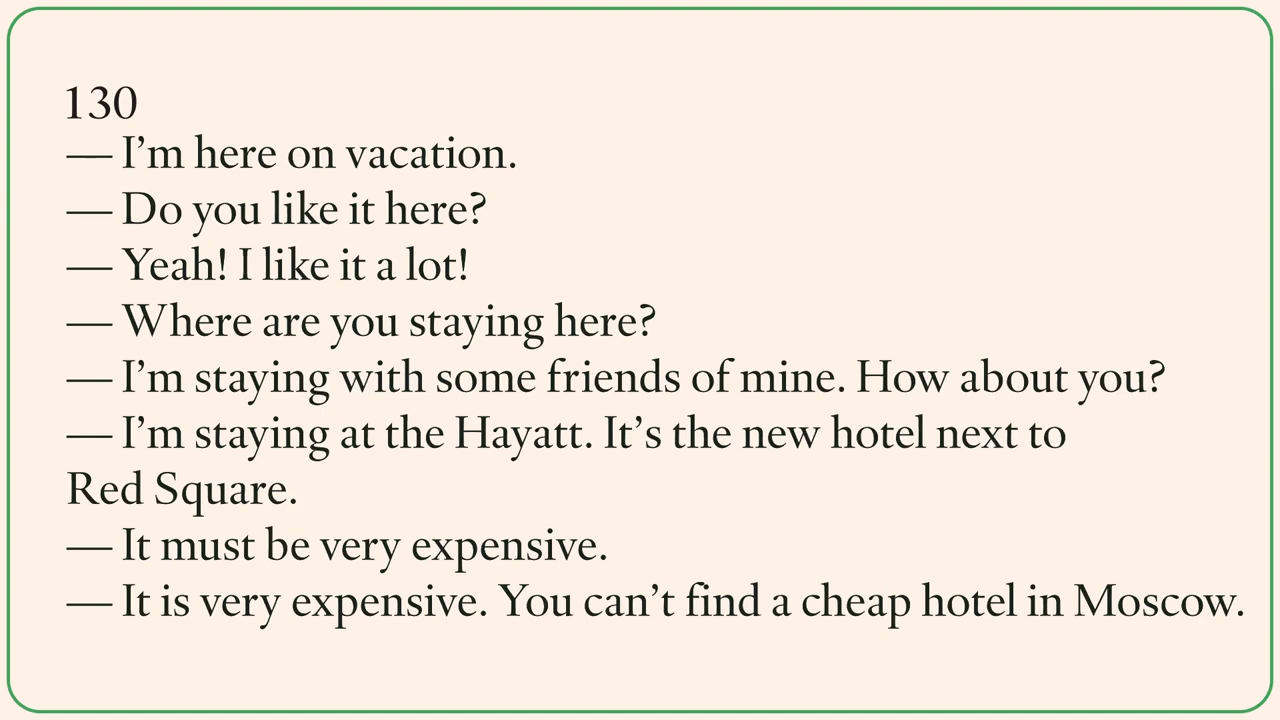 130
— I’m here on vacation.
— Do you like it here?
— Yeah! I like it a lot!
— Where are you staying here?
— I’m staying with some friends of mine. How about you?
— I’m staying at the Hayatt. It’s the new hotel next to
Red Square.
— It must be very expensive.
— It is very expensive. You can’t find a cheap hotel in Moscow.